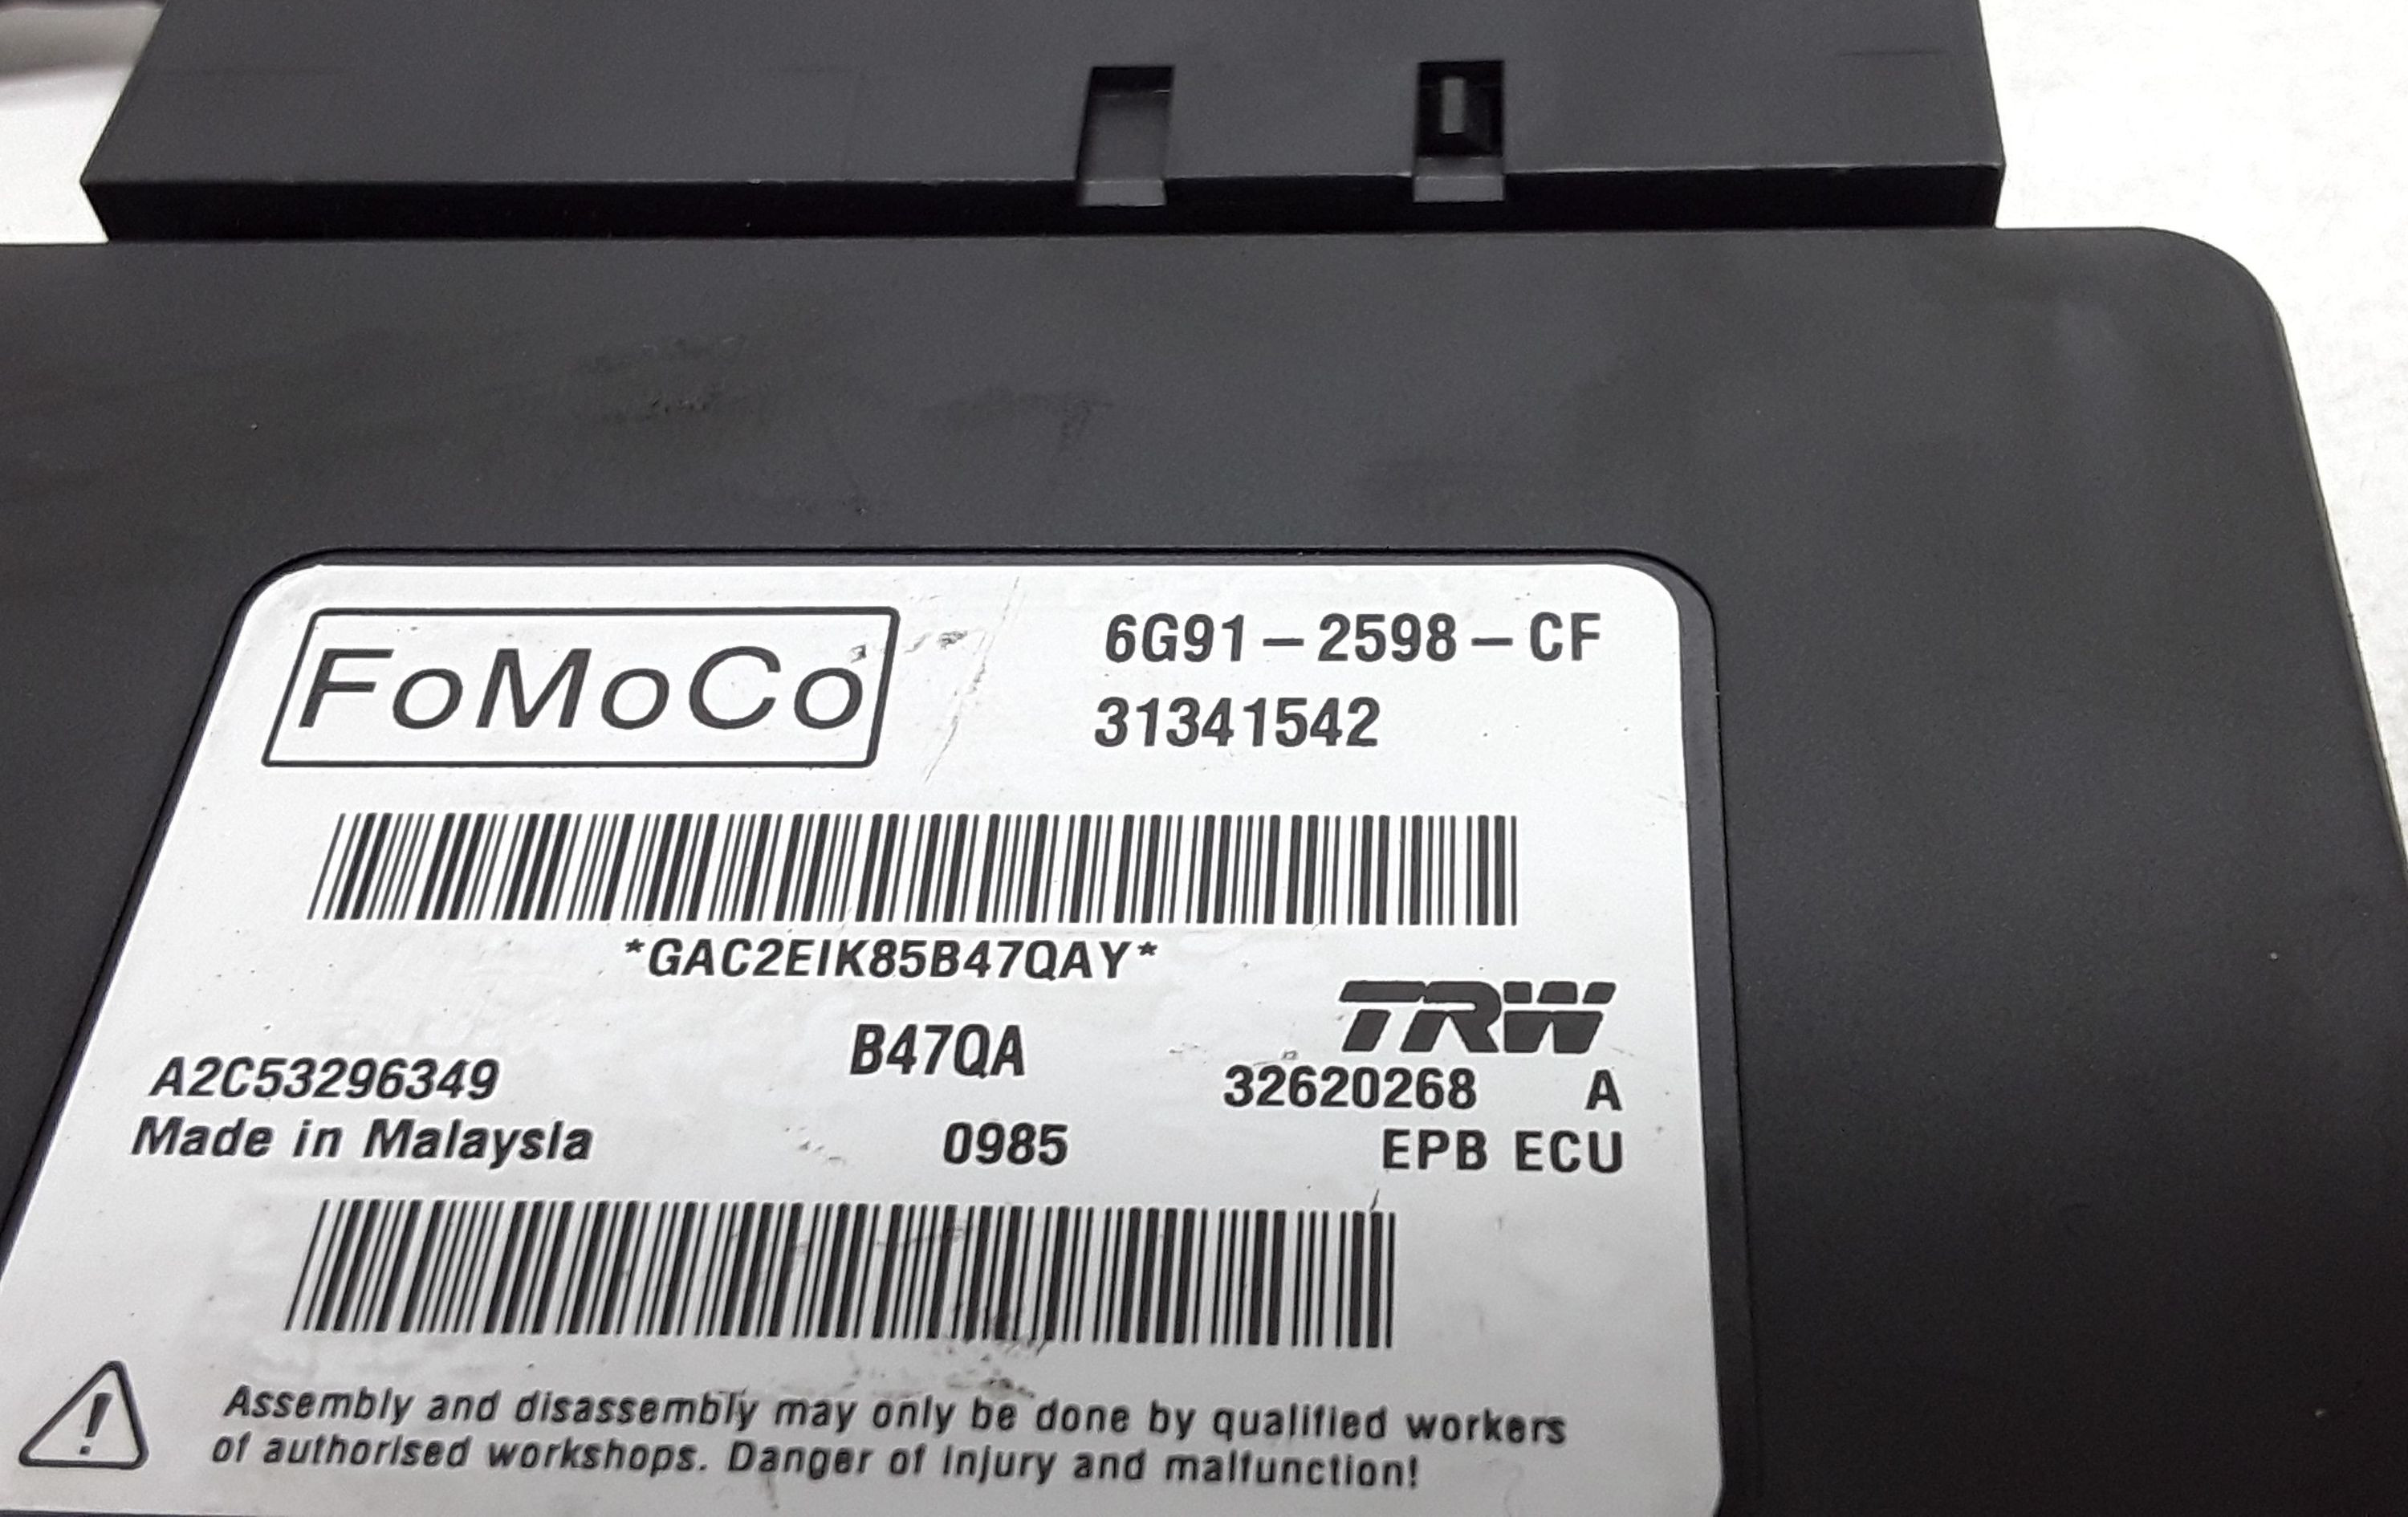 FoMoCo
6G91-2598-CF
31341542
*GAC2EIK85B47QAY*
TRW
B47QA
A2C53296349
32620268 A
Made in Malaysia
0985
EPB ECU
Assembly and disassembly may only be done by qualified workers
of authorised workshops. Danger of injury and malfunction!